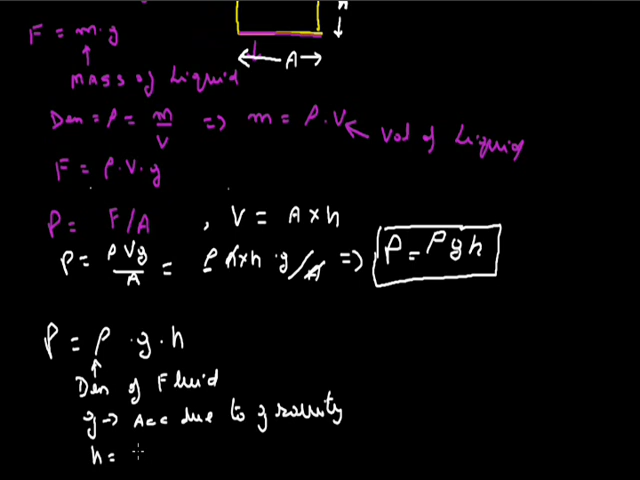 h
F = m.g
A
MASS of Liquid
Den = ρ = m/V => m = ρ.V ← Vol of Liquid
F = ρ.V.g
P = F/A , V = A×h
P = ρVg/A = ρ A×h .g/A => P = ρgh
P = ρ .g.h
Den of Fluid
g → Acc due to gravity
h =